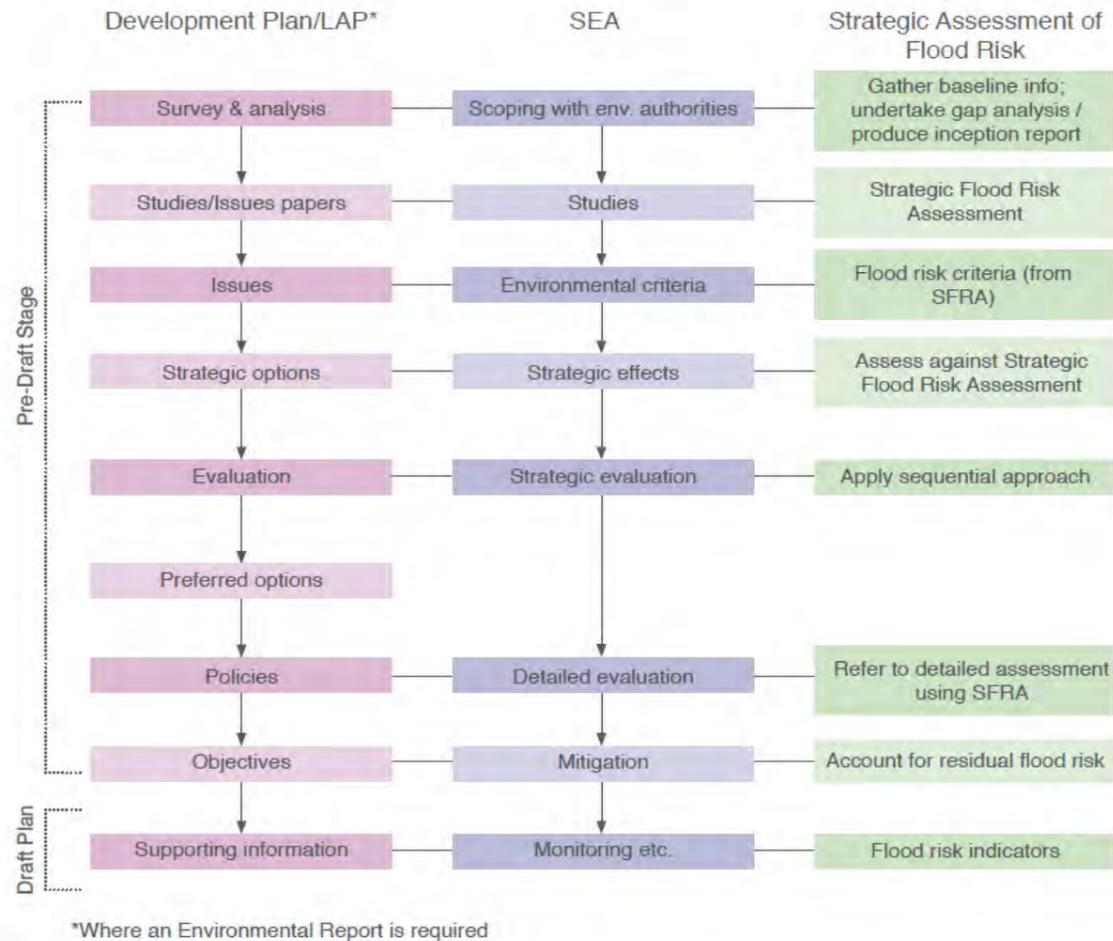 Development Plan/LAP*
SEA
Strategic Assessment of
Flood Risk
Pre-Draft Stage
Survey & analysis
Scoping with env. authorities
Gather baseline info;
undertake gap analysis /
produce inception report
Studies/Issues papers
Studies
Strategic Flood Risk
Assessment
Issues
Environmental criteria
Flood risk criteria (from
SFRA)
Strategic options
Strategic effects
Assess against Strategic
Flood Risk Assessment
Evaluation
Strategic evaluation
Apply sequential approach
Preferred options
Policies
Detailed evaluation
Refer to detailed assessment
using SFRA
Objectives
Mitigation
Account for residual flood risk
Draft Plan
Supporting information
Monitoring etc.
Flood risk indicators
*Where an Environmental Report is required